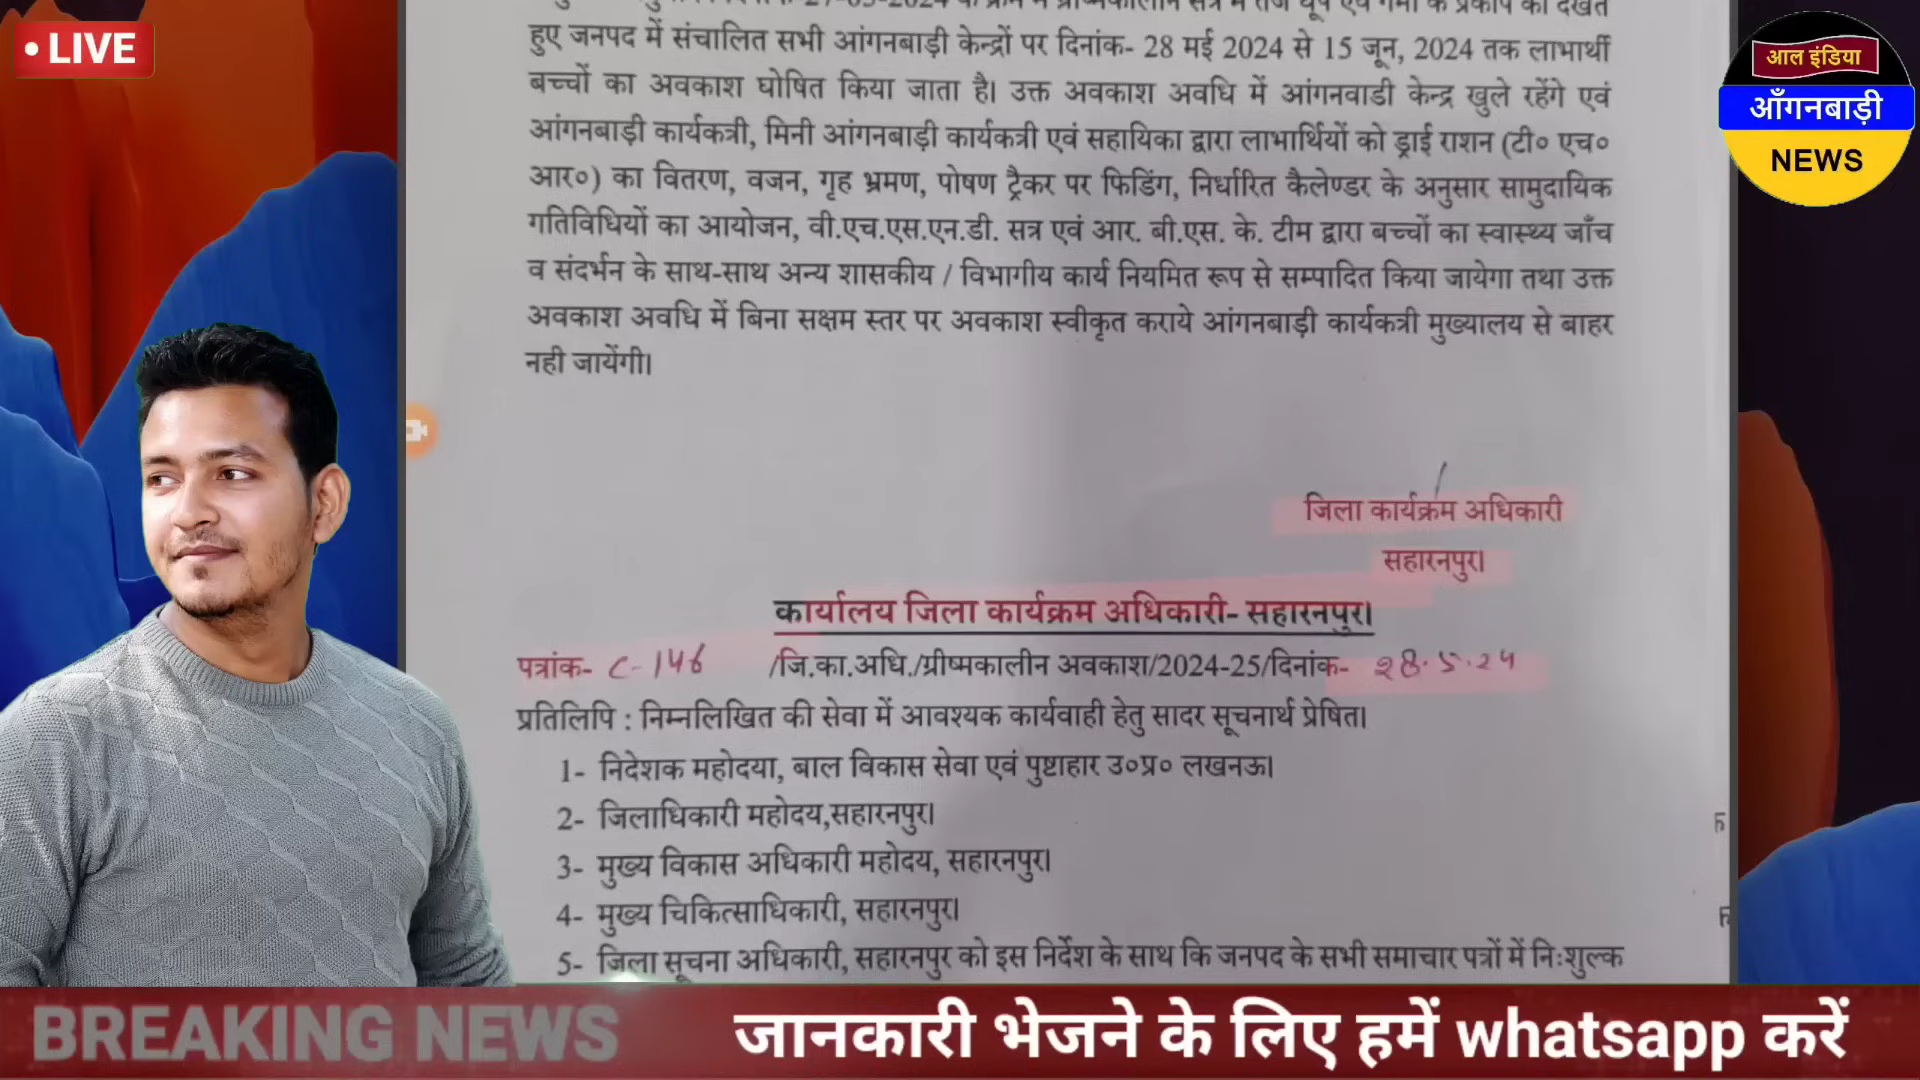 • LIVE
आल इंडिया
आँगनबाड़ी
NEWS
हुए जनपद में संचालित सभी आंगनबाड़ी केन्द्रों पर दिनांक- 28 मई 2024 से 15 जून, 2024 तक लाभार्थी
बच्चों का अवकाश घोषित किया जाता है। उक्त अवकाश अवधि में आंगनवाडी केन्द्र खुले रहेंगे एवं
आंगनबाड़ी कार्यकत्री, मिनी आंगनबाड़ी कार्यकत्री एवं सहायिका द्वारा लाभार्थियों को ड्राई राशन (टी० एच०
आर०) का वितरण, वजन, गृह भ्रमण, पोषण ट्रैकर पर फिडिंग, निर्धारित कैलेण्डर के अनुसार सामुदायिक
गतिविधियों का आयोजन, वी.एच.एस.एन.डी. सत्र एवं आर. बी.एस. के. टीम द्वारा बच्चों का स्वास्थ्य जाँच
व संदर्भन के साथ-साथ अन्य शासकीय / विभागीय कार्य नियमित रूप से सम्पादित किया जायेगा तथा उक्त
अवकाश अवधि में बिना सक्षम स्तर पर अवकाश स्वीकृत कराये आंगनबाड़ी कार्यकत्री मुख्यालय से बाहर
नही जायेंगी।
जिला कार्यक्रम अधिकारी
सहारनपुर।
कार्यालय जिला कार्यक्रम अधिकारी- सहारनपुर।
पत्रांक- C-146 /जि.का.अधि./ग्रीष्मकालीन अवकाश/2024-25/दिनांक- 28.5.24
प्रतिलिपि : निम्नलिखित की सेवा में आवश्यक कार्यवाही हेतु सादर सूचनार्थ प्रेषित।
1- निदेशक महोदया, बाल विकास सेवा एवं पुष्टाहार उ०प्र० लखनऊ।
2- जिलाधिकारी महोदय,सहारनपुर।
3- मुख्य विकास अधिकारी महोदय, सहारनपुर।
4- मुख्य चिकित्साधिकारी, सहारनपुर।
5- जिला सूचना अधिकारी, सहारनपुर को इस निर्देश के साथ कि जनपद के सभी समाचार पत्रों में निःशुल्क
BREAKING NEWS
जानकारी भेजने के लिए हमें whatsapp करें